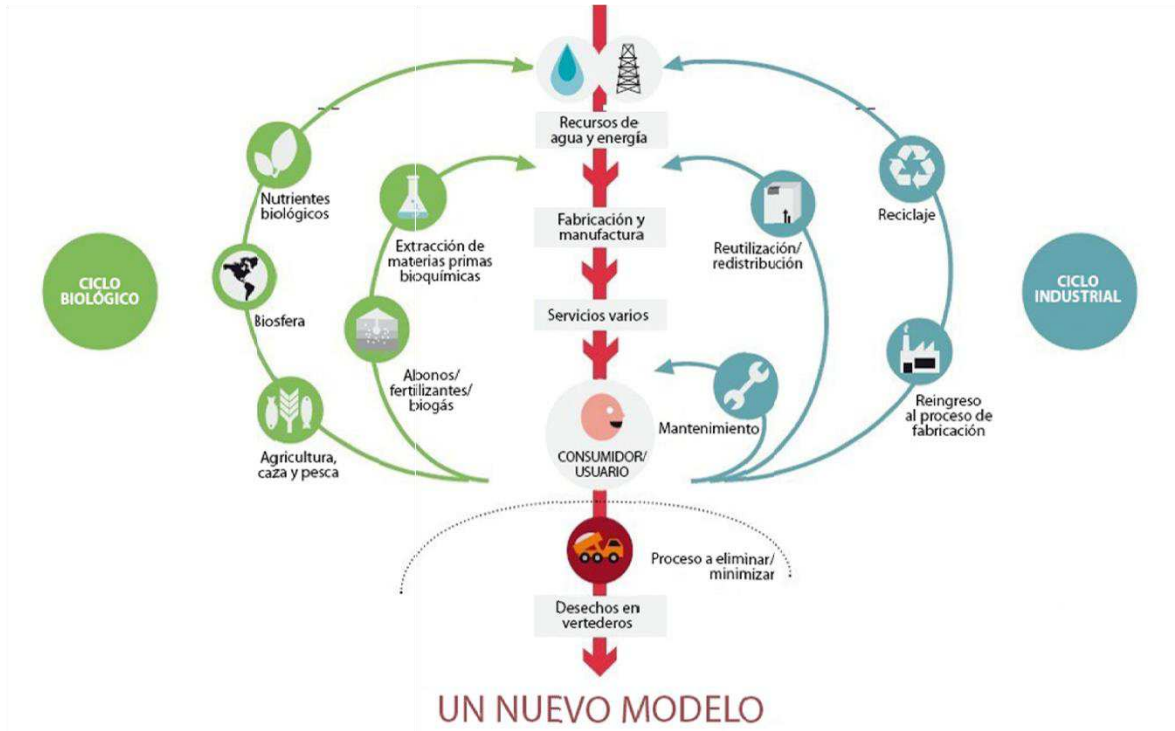 Recursos de
agua y energía
Nutrientes
biológicos
Extracción de
materias primas
bioquímicas
Fabricación y
manufactura
Reutilización/
redistribución
Reciclaje
CICLO
BIOLÓGICO
CICLO
INDUSTRIAL
Biosfera
Servicios varios
Abonos/
fertilizantes/
biogás
Mantenimiento
Reingreso
al proceso de
fabricación
Agricultura,
caza y pesca
CONSUMIDOR/
USUARIO
Proceso a eliminar/
minimizar
Desechos en
vertederos
UN NUEVO MODELO